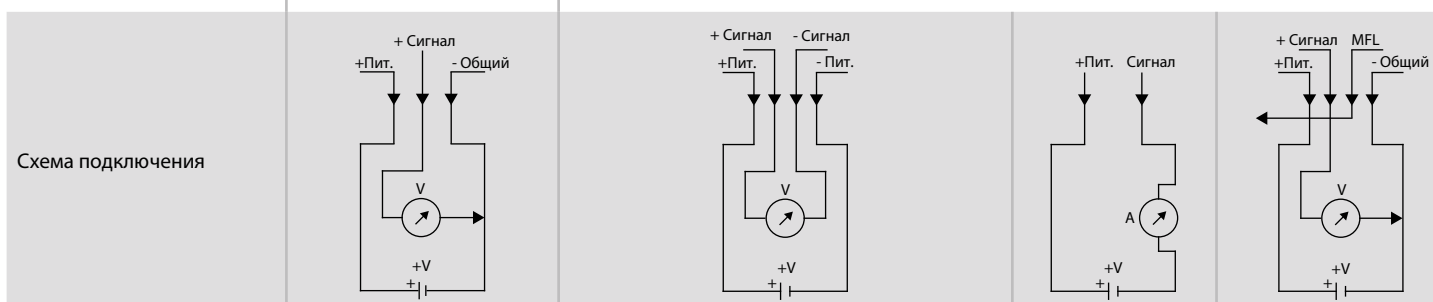 Схема подключения
+ Сигнал
+Пит.
- Общий
V
+V
+
+ Сигнал
- Сигнал
+Пит.
- Пит.
V
+V
+
+Пит.
Сигнал
A
+V
+
+ Сигнал
MFL
+Пит.
- Общий
V
+V
+